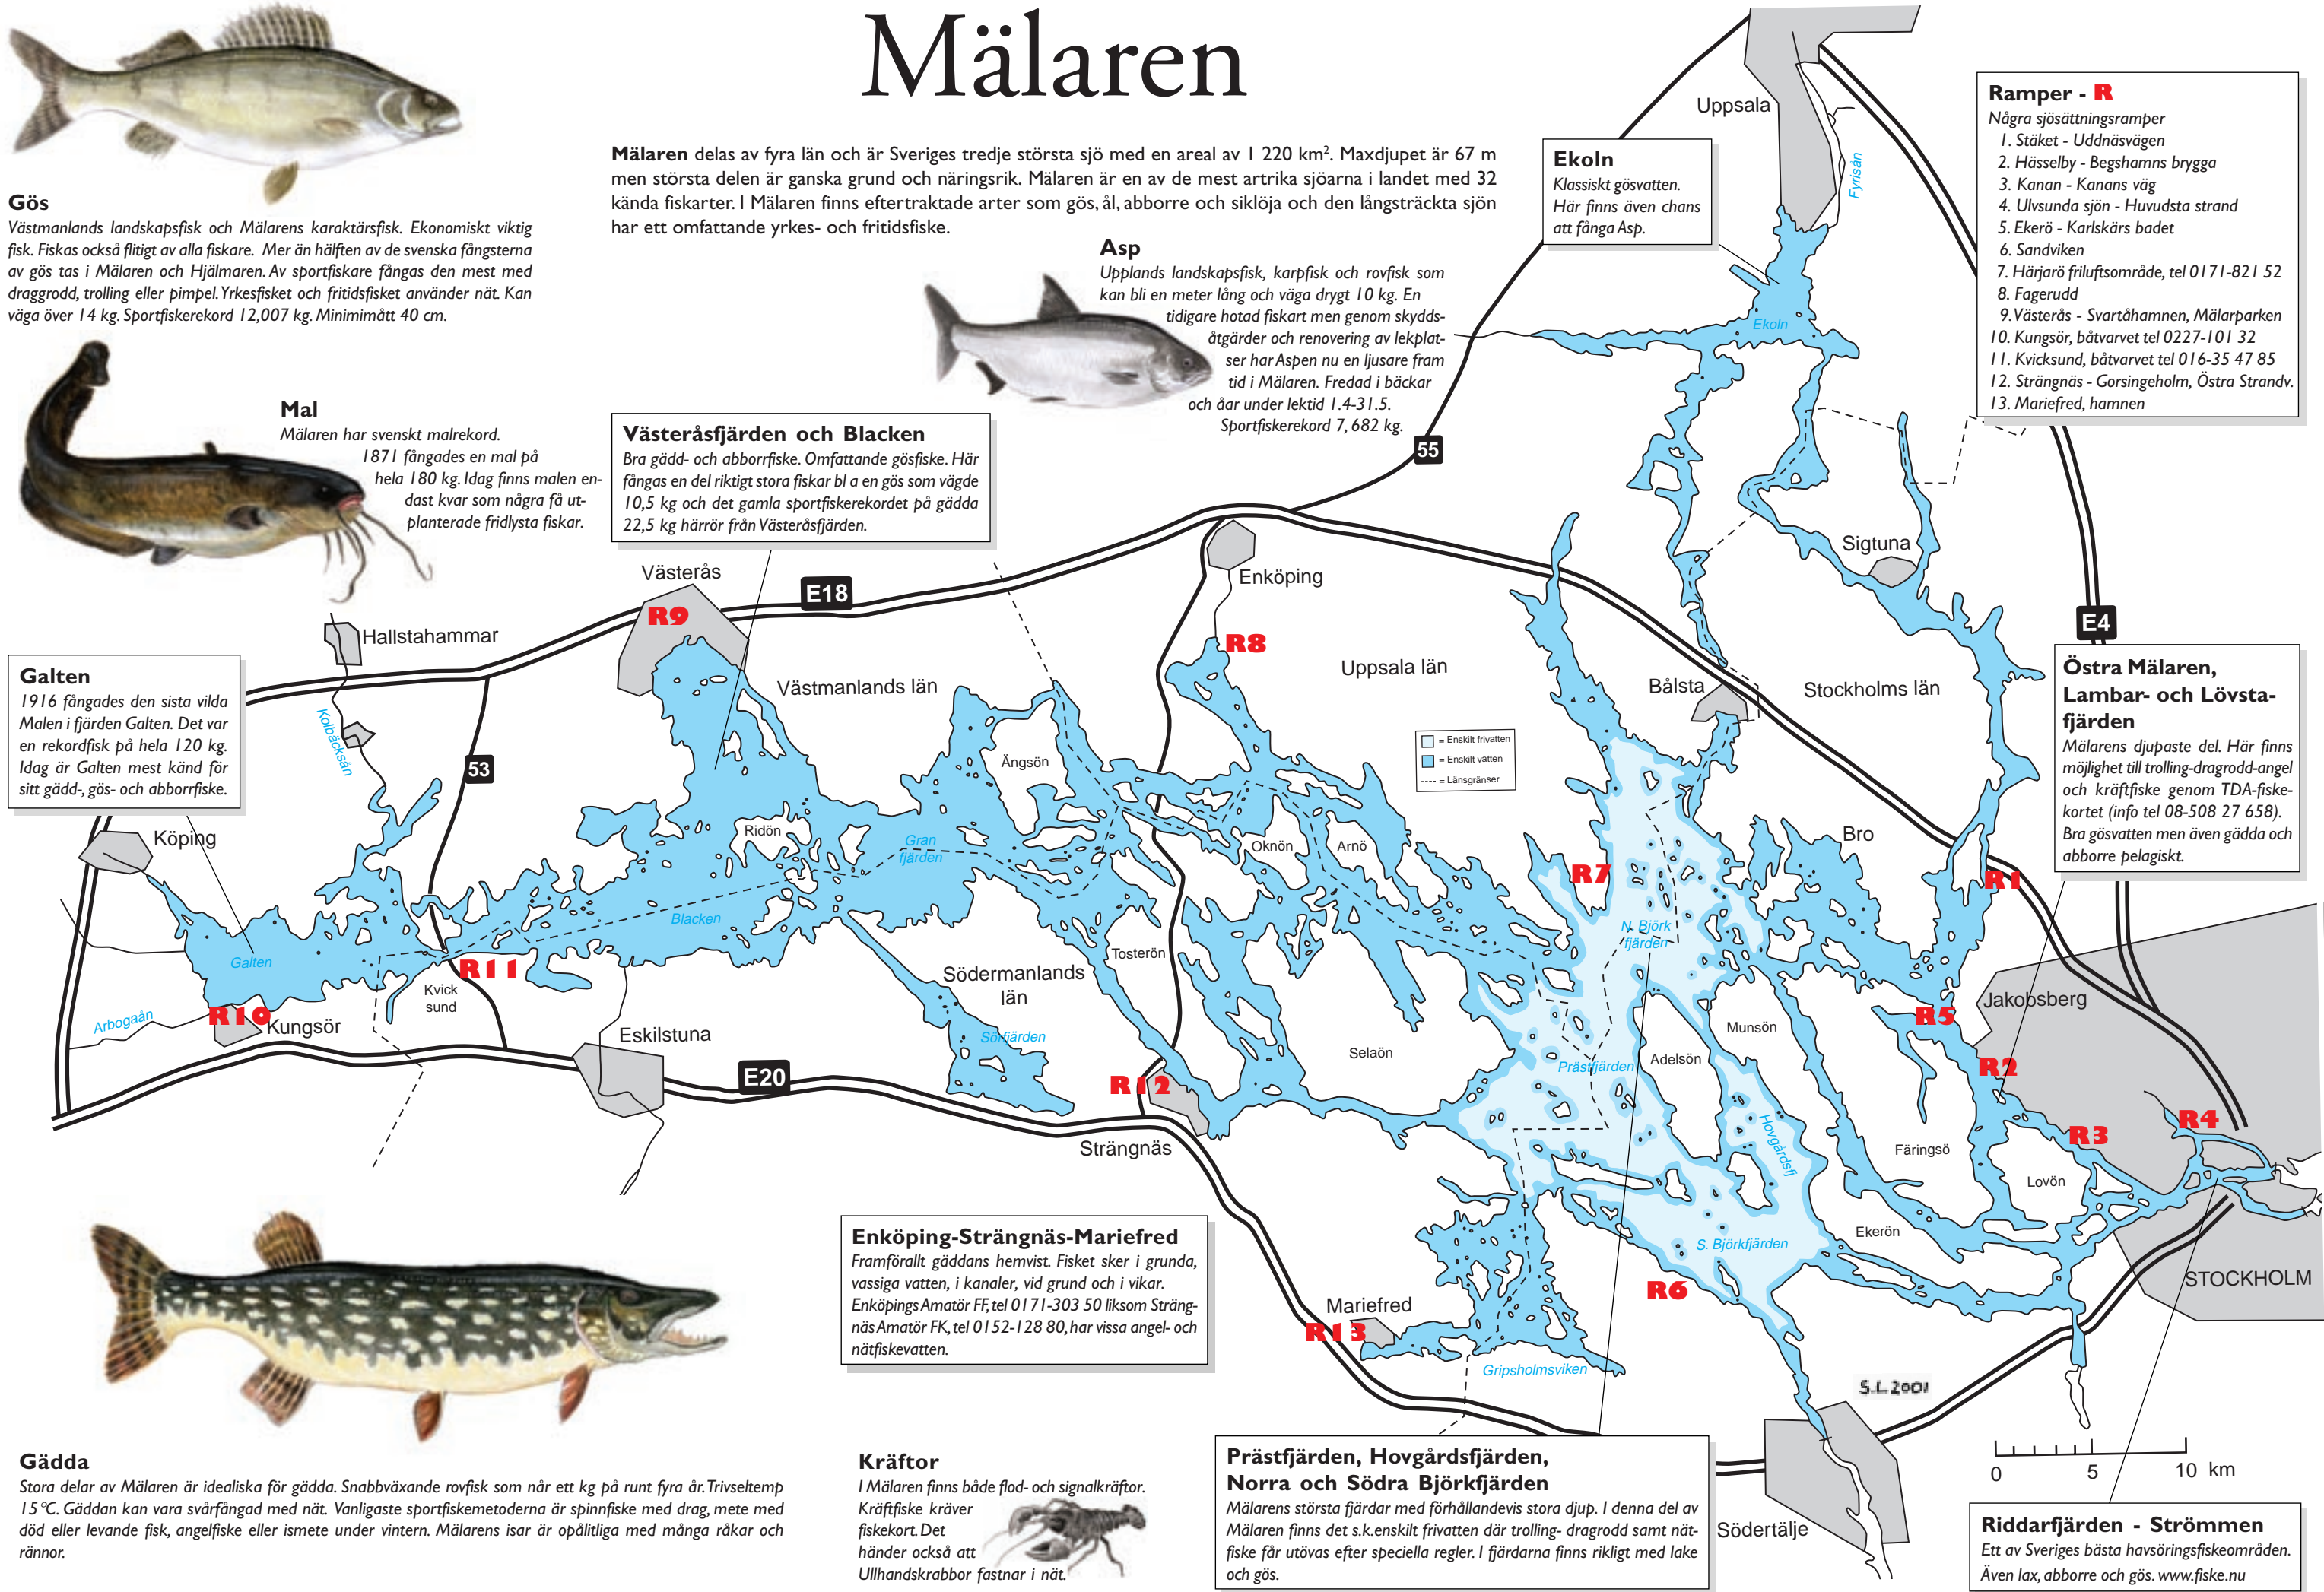 Mälaren
Mälaren delas av fyra län och är Sveriges tredje största sjö med en areal av 1 220 km². Maxdjupet är 67 m
men största delen är ganska grund och näringsrik. Mälaren är en av de mest artrika sjöarna i landet med 32
kända fiskarter. I Mälaren finns eftertraktade arter som gös, ål, abborre och siklöja och den långsträckta sjön
har ett omfattande yrkes- och fritidsfiske.
Gös
Västmanlands landskapsfisk och Mälarens karaktärsfisk. Ekonomiskt viktig
fisk. Fiskas också flitigt av alla fiskare. Mer än hälften av de svenska fångsterna
av gös tas i Mälaren och Hjälmaren. Av sportfiskare fångas den mest med
draggrodd, trolling eller pimpel. Yrkesfisket och fritidsfisket använder nät. Kan
väga över 14 kg. Sportfiskerekord 12,007 kg. Minimimått 40 cm.
Mal
Mälaren har svenskt malrekord.
1871 fångades en mal på
hela 180 kg. Idag finns malen en-
dast kvar som några få ut-
planterade fridlysta fiskar.
Asp
Upplands landskapsfisk, karpfisk och rovfisk som
kan bli en meter lång och väga drygt 10 kg. En
tidigare hotad fiskart men genom skydds-
åtgärder och renovering av lekplat-
ser har Aspen nu en ljusare fram
tid i Mälaren. Fredad i bäckar
och åar under lektid 1.4-31.5.
Sportfiskerekord 7, 682 kg.
Ekoln
Klassiskt gösvatten.
Här finns även chans
att fånga Asp.
Ramper - R
Några sjösättningsramper
1. Stäket - Uddnäsvägen
2. Hässelby - Begshamns brygga
3. Kanan - Kanans väg
4. Ulvsunda sjön - Huvudsta strand
5. Ekerö - Karlskärs badet
6. Sandviken
7. Härjarö friluftsområde, tel 0171-821 52
8. Fagerudd
9. Västerås - Svartåhamnen, Mälarparken
10. Kungsör, båtvarvet tel 0227-101 32
11. Kvicksund, båtvarvet tel 016-35 47 85
12. Strängnäs - Gorsingeholm, Östra Strandv.
13. Mariefred, hamnen
Västeråsfjärden och Blacken
Bra gädd- och abborrfiske. Omfattande gösfiske. Här
fångas en del riktigt stora fiskar bl a en gös som vägde
10,5 kg och det gamla sportfiskerekordet på gädda
22,5 kg härrör från Västeråsfjärden.
Galten
1916 fångades den sista vilda
Malen i fjärden Galten. Det var
en rekordfisk på hela 120 kg.
Idag är Galten mest känd för
sitt gädd-, gös- och abborrfiske.
Östra Mälaren,
Lambar- och Lövsta-
fjärden
Mälarens djupaste del. Här finns
möjlighet till trolling-dragrodd-angel
och kräftfiske genom TDA-fiske-
kortet (info tel 08-508 27 658).
Bra gösvatten men även gädda och
abborre pelagiskt.
= Enskilt frivatten
= Enskilt vatten
---- = Länsgränser
Uppsala
Fyrisån
Ekoln
55
Sigtuna
E4
Enköping
E18
Västerås
R9
Hallstahammar
Kolbäcksån
53
R8
Västmanlands län
Uppsala län
Bålsta
Stockholms län
Ängsön
Köping
Ridön
Gran
fjärden
Oknön
Arnö
Bro
R7
R1
Blacken
N. Björk
fjärden
Galten
R11
Tosterön
Södermanlands
län
Kvick
sund
Arbogaån
R10
Kungsör
Eskilstuna
Sörfjärden
Selaön
Jakobsberg
R5
Munsön
Adelsön
Prästfjärden
R2
E20
R12
Strängnäs
Hovgårdsfj
R3
R4
Färingsö
Lovön
Ekerön
S. Björkfjärden
R6
STOCKHOLM
Mariefred
R13
Gripsholmsviken
S.L 2001
0 5 10 km
Södertälje
Enköping-Strängnäs-Mariefred
Framförallt gäddans hemvist. Fisket sker i grunda,
vassiga vatten, i kanaler, vid grund och i vikar.
Enköpings Amatör FF, tel 0171-303 50 liksom Sträng-
näs Amatör FK, tel 0152-128 80, har vissa angel- och
nätfiskevatten.
Gädda
Stora delar av Mälaren är idealiska för gädda. Snabbväxande rovfisk som når ett kg på runt fyra år. Trivseltemp
15 °C. Gäddan kan vara svårfångad med nät. Vanligaste sportfiskemetoderna är spinnfiske med drag, mete med
död eller levande fisk, angelfiske eller ismete under vintern. Mälarens isar är opålitliga med många råkar och
rännor.
Kräftor
I Mälaren finns både flod- och signalkräftor.
Kräftfiske kräver
fiskekort. Det
händer också att
Ullhandskrabbor fastnar i nät.
Prästfjärden, Hovgårdsfjärden,
Norra och Södra Björkfjärden
Mälarens största fjärdar med förhållandevis stora djup. I denna del av
Mälaren finns det s.k.enskilt frivatten där trolling- dragrodd samt nät-
fiske får utövas efter speciella regler. I fjärdarna finns rikligt med lake
och gös.
Riddarfjärden - Strömmen
Ett av Sveriges bästa havsöringsfiskeområden.
Även lax, abborre och gös. www.fiske.nu